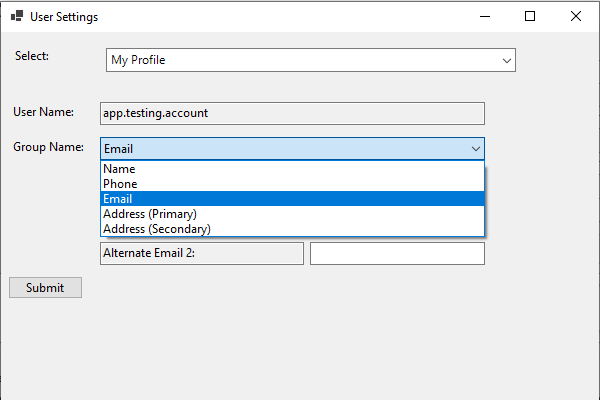 User Settings
Select: My Profile
User Name: app.testing.account
Group Name: Email
Name
Phone
Email
Address (Primary)
Address (Secondary)
Alternate Email 2:
Submit